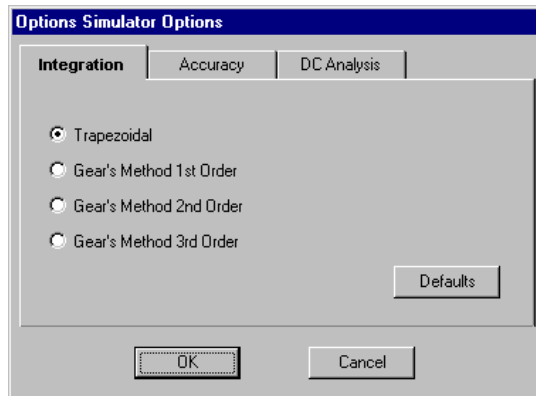 Options Simulator Options
Integration Accuracy DC Analysis
Trapezoidal
Gear's Method 1st Order
Gear's Method 2nd Order
Gear's Method 3rd Order
Defaults
OK Cancel